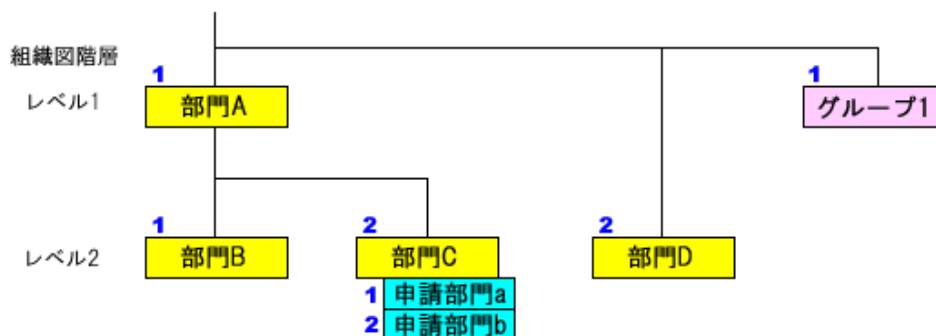 組織図階層
1
1
レベル1
部門A
グループ1
1
2
2
レベル2
部門B
部門C
部門D
1
申請部門a
2
申請部門b